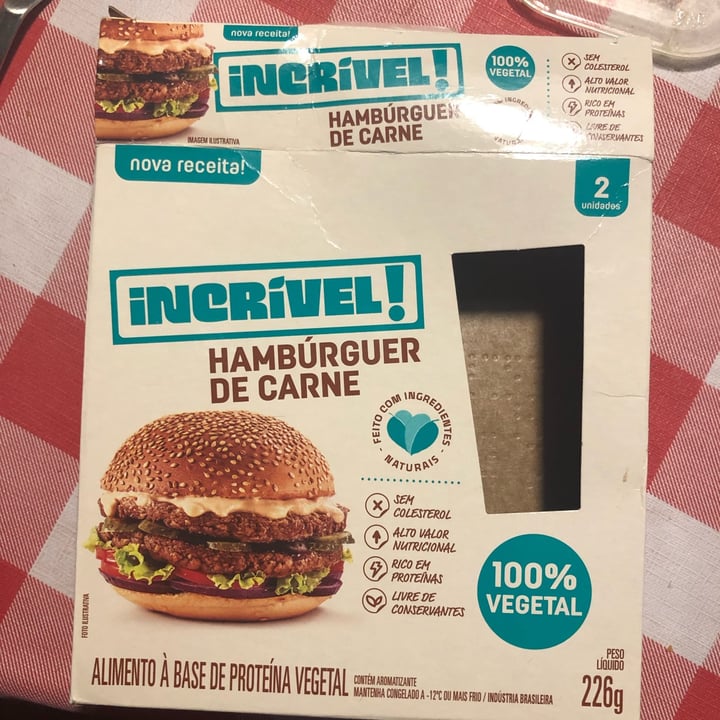 nova receita!
iNCRíVEL!
HAMBÚRGUER
DE CARNE
IMAGEM ILUSTRATIVA
100%
VEGETAL
SEM
COLESTEROL
ALTO VALOR
NUTRICIONAL
RICO EM
PROTEÍNAS
LIVRE DE
CONSERVANTES
nova receita!
2
unidades
iNCRíVEL!
HAMBÚRGUER
DE CARNE
FEITO COM INGREDIENTES
NATURAIS
SEM
COLESTEROL
ALTO VALOR
NUTRICIONAL
RICO EM
PROTEÍNAS
LIVRE DE
CONSERVANTES
100%
VEGETAL
FOTO ILUSTRATIVA
ALIMENTO À BASE DE PROTEÍNA VEGETAL
CONTÉM AROMATIZANTE
MANTENHA CONGELADO A -12°C OU MAIS FRIO / INDÚSTRIA BRASILEIRA
PESO
LÍQUIDO
226g